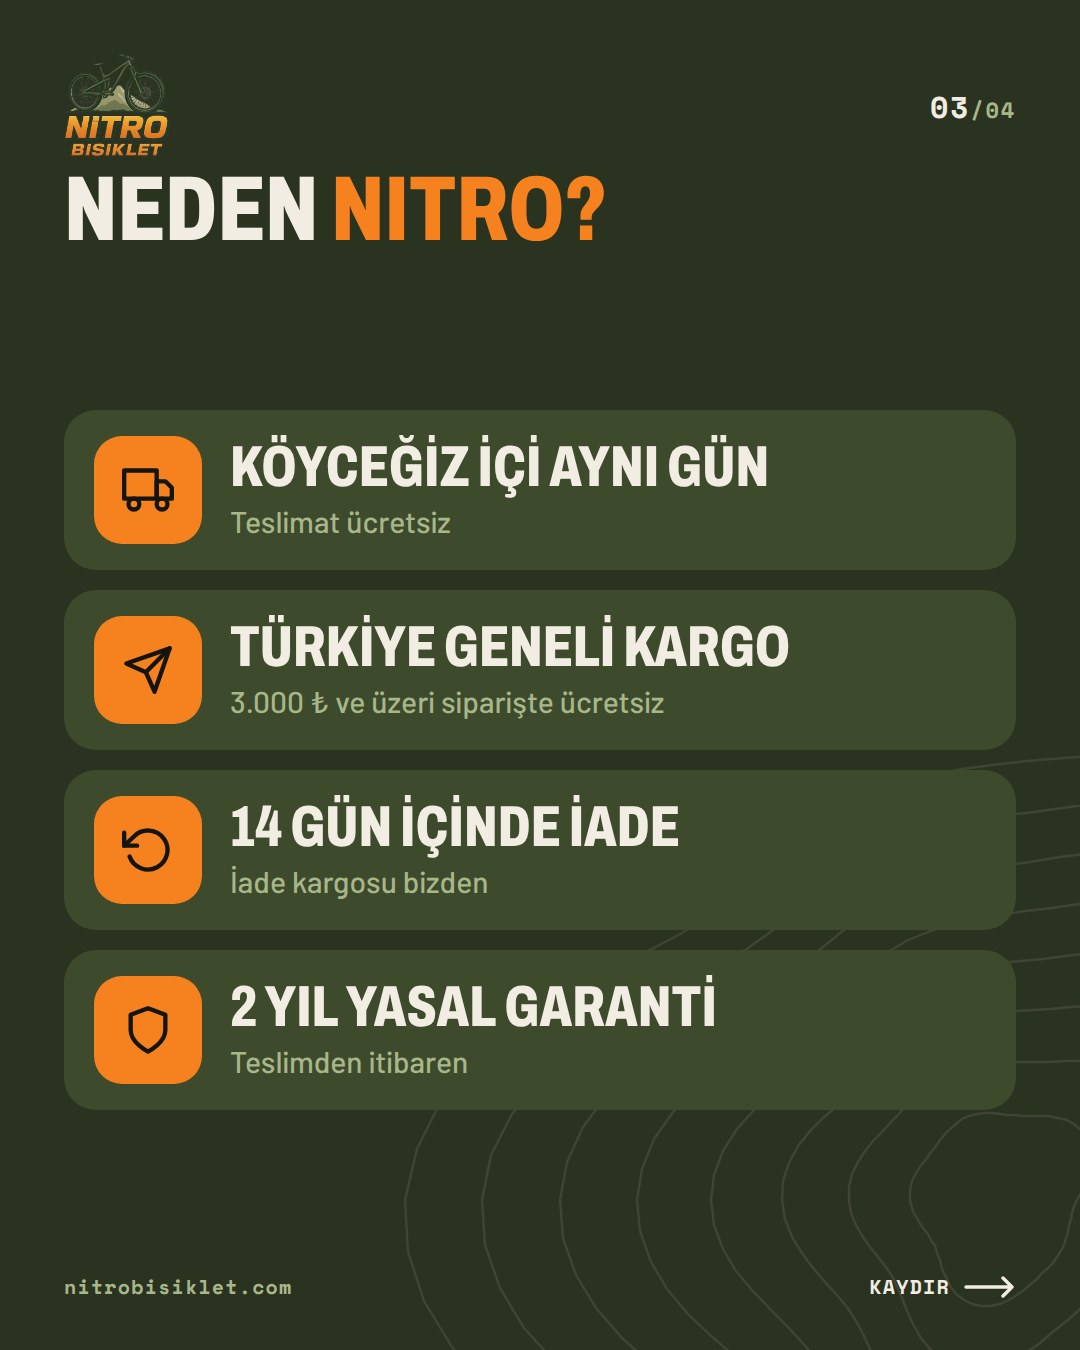 NITRO
BISIKLET
03/04
NEDEN NITRO?
KÖYCEĞİZ İÇİ AYNI GÜN
Teslimat ücretsiz
TÜRKİYE GENELİ KARGO
3.000 ₺ ve üzeri siparişte ücretsiz
14 GÜN İÇİNDE İADE
İade kargosu bizden
2 YIL YASAL GARANTİ
Teslimden itibaren
nitrobisiklet.com
KAYDIR